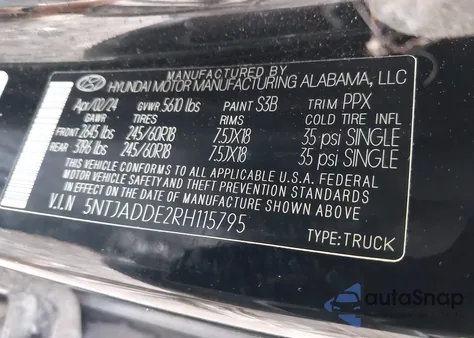 MANUFACTURED BY
HYUNDAI MOTOR MANUFACTURING ALABAMA, LLC
Apr/02/24 GVWR 5610 lbs PAINT S3B TRIM PPX
GAWR TIRES RIMS COLD TIRE INFL
FRONT 2645 lbs 245/60R18 7.5JX18 35 psi SINGLE
REAR 3196 lbs 245/60R18 7.5JX18 35 psi SINGLE
THIS VEHICLE CONFORMS TO ALL APPLICABLE U.S.A. FEDERAL
MOTOR VEHICLE SAFETY AND THEFT PREVENTION STANDARDS
IN EFFECT ON THE DATE OF MANUFACTURE SHOWN ABOVE.
V.I.N 5NTJADDE2RH115795
TYPE:TRUCK
autoSnap